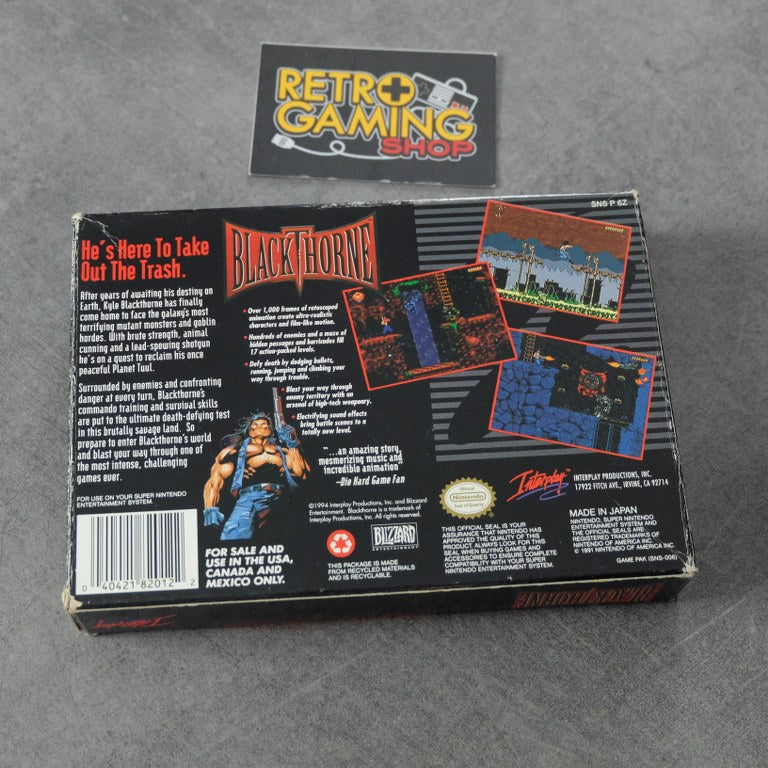 RETRO
GAMING
SHOP
SNS P 6Z
He's Here To Take
Out The Trash.
After years of awaiting his destiny on
Earth, Kyle Blackthorne has finally
come home to face the galaxy's most
terrifying mutant monsters and goblin
hordes. With brute strength, animal
cunning and a lead-spewing shotgun
he's on a quest to reclaim his once
peaceful Planet Tuul.
Surrounded by enemies and confronting
danger at every turn, Blackthorne's
commando training and survival skills
are put to the ultimate death-defying test
in this brutally savage land. So
prepare to enter Blackthorne's world
and blast your way through one of
the most intense, challenging
games ever.
FOR USE ON YOUR SUPER NINTENDO
ENTERTAINMENT SYSTEM.
0 40421 82012 2
BLACKTHORNE
• Over 1,000 frames of rotoscoped
animation create ultra-realistic
characters and film-like motion.
• Hundreds of enemies and a maze of
hidden passages and barricades fill
17 action-packed levels.
• Defy death by dodging bullets,
running, jumping and climbing your
way through trouble.
• Blast your way through
enemy territory with an
arsenal of high-tech weaponry.
• Electrifying sound effects
bring battle scenes to a
totally new level.
"...an amazing story,
mesmerizing music and
incredible animation"
-Die Hard Game Fan
©1994 Interplay Productions, Inc. and Blizzard
Entertainment. Blackthorne is a trademark of
Interplay Productions, Inc. All rights reserved.
FOR SALE AND
USE IN THE USA,
CANADA AND
MEXICO ONLY.
THIS PACKAGE IS MADE
FROM RECYCLED MATERIALS
AND IS RECYCLABLE.
BLIZZARD
ENTERTAINMENT
Official
Nintendo
Seal of Quality
THIS OFFICIAL SEAL IS YOUR
ASSURANCE THAT NINTENDO HAS
APPROVED THE QUALITY OF THIS
PRODUCT. ALWAYS LOOK FOR THIS
SEAL WHEN BUYING GAMES AND
ACCESSORIES TO ENSURE COMPLETE
COMPATIBILITY WITH YOUR SUPER
NINTENDO ENTERTAINMENT SYSTEM.
Interplay™
INTERPLAY PRODUCTIONS, INC.
17922 FITCH AVE., IRVINE, CA 92714
MADE IN JAPAN
NINTENDO, SUPER NINTENDO
ENTERTAINMENT SYSTEM AND
THE OFFICIAL SEALS ARE
REGISTERED TRADEMARKS OF
NINTENDO OF AMERICA INC.
© 1991 NINTENDO OF AMERICA INC.
GAME PAK (SNS-006)
Interplay
BLACKTHORNE